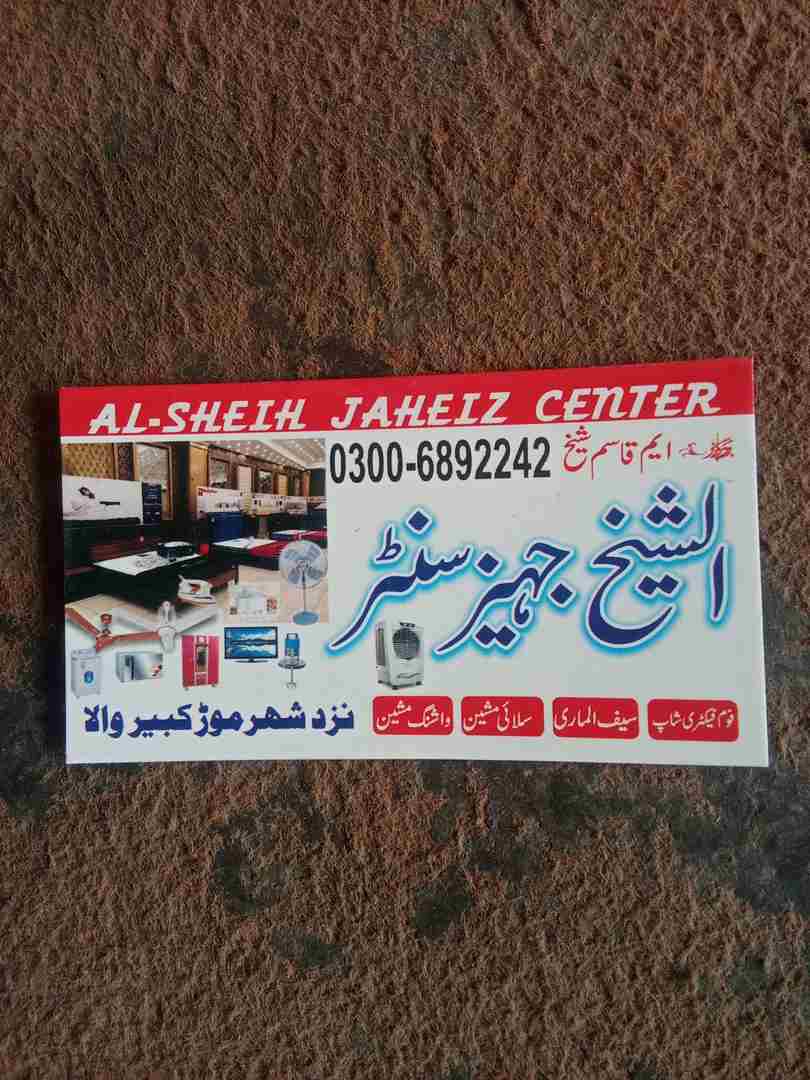 AL-SHEIH JAHEIZ CENTER
ایم قاسم شیخ 0300-6892242
الشیخ جہیز سنٹر
فوم فیکٹری شاپ سیف الماری سلائی مشین واشنگ مشین
نزد شھر موڑ کبیر والا